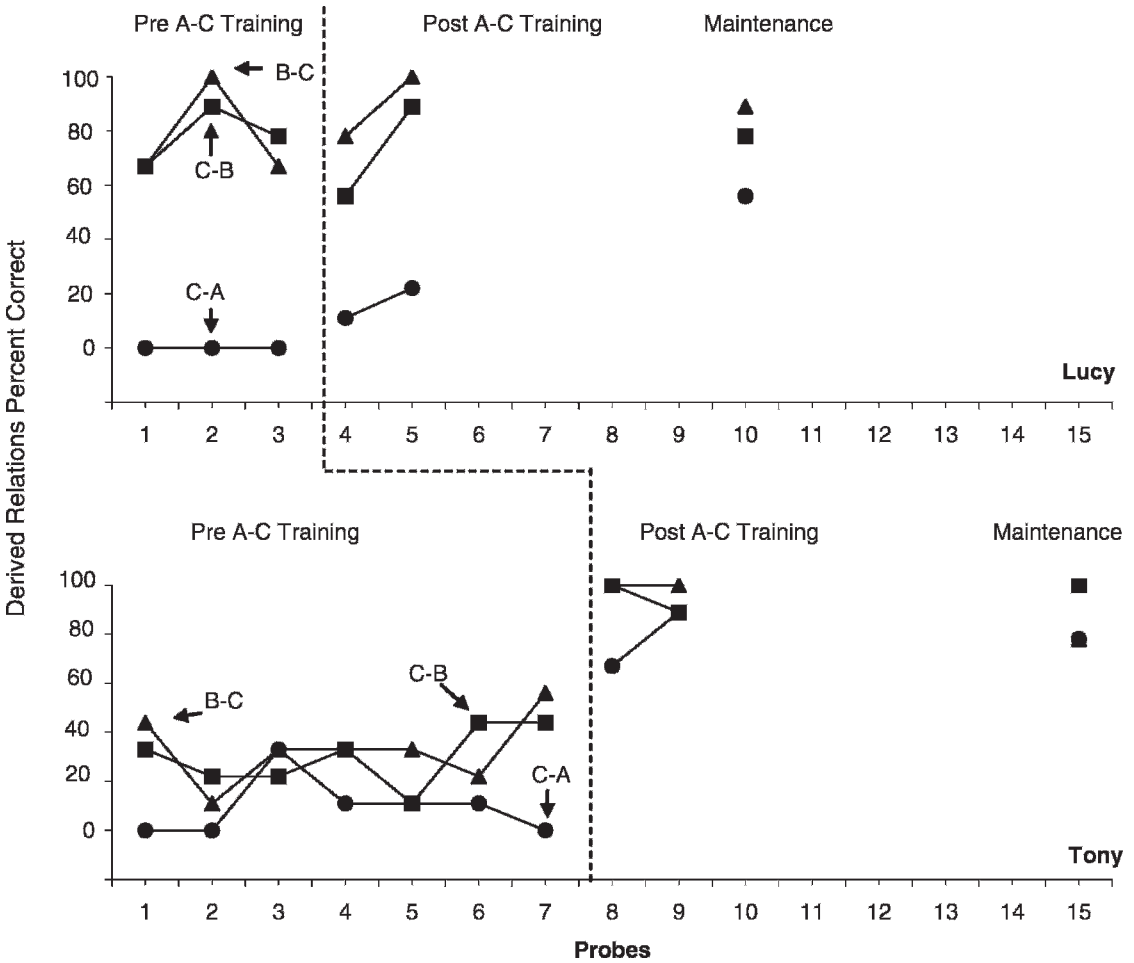 Pre A-C Training Post A-C Training Maintenance
100
80
60
40
20
0
B-C
C-B
C-A
Lucy
1 2 3 4 5 6 7 8 9 10 11 12 13 14 15
Derived Relations Percent Correct
Pre A-C Training Post A-C Training Maintenance
100
80
60
40
20
0
B-C
C-B
C-A
Tony
1 2 3 4 5 6 7 8 9 10 11 12 13 14 15
Probes